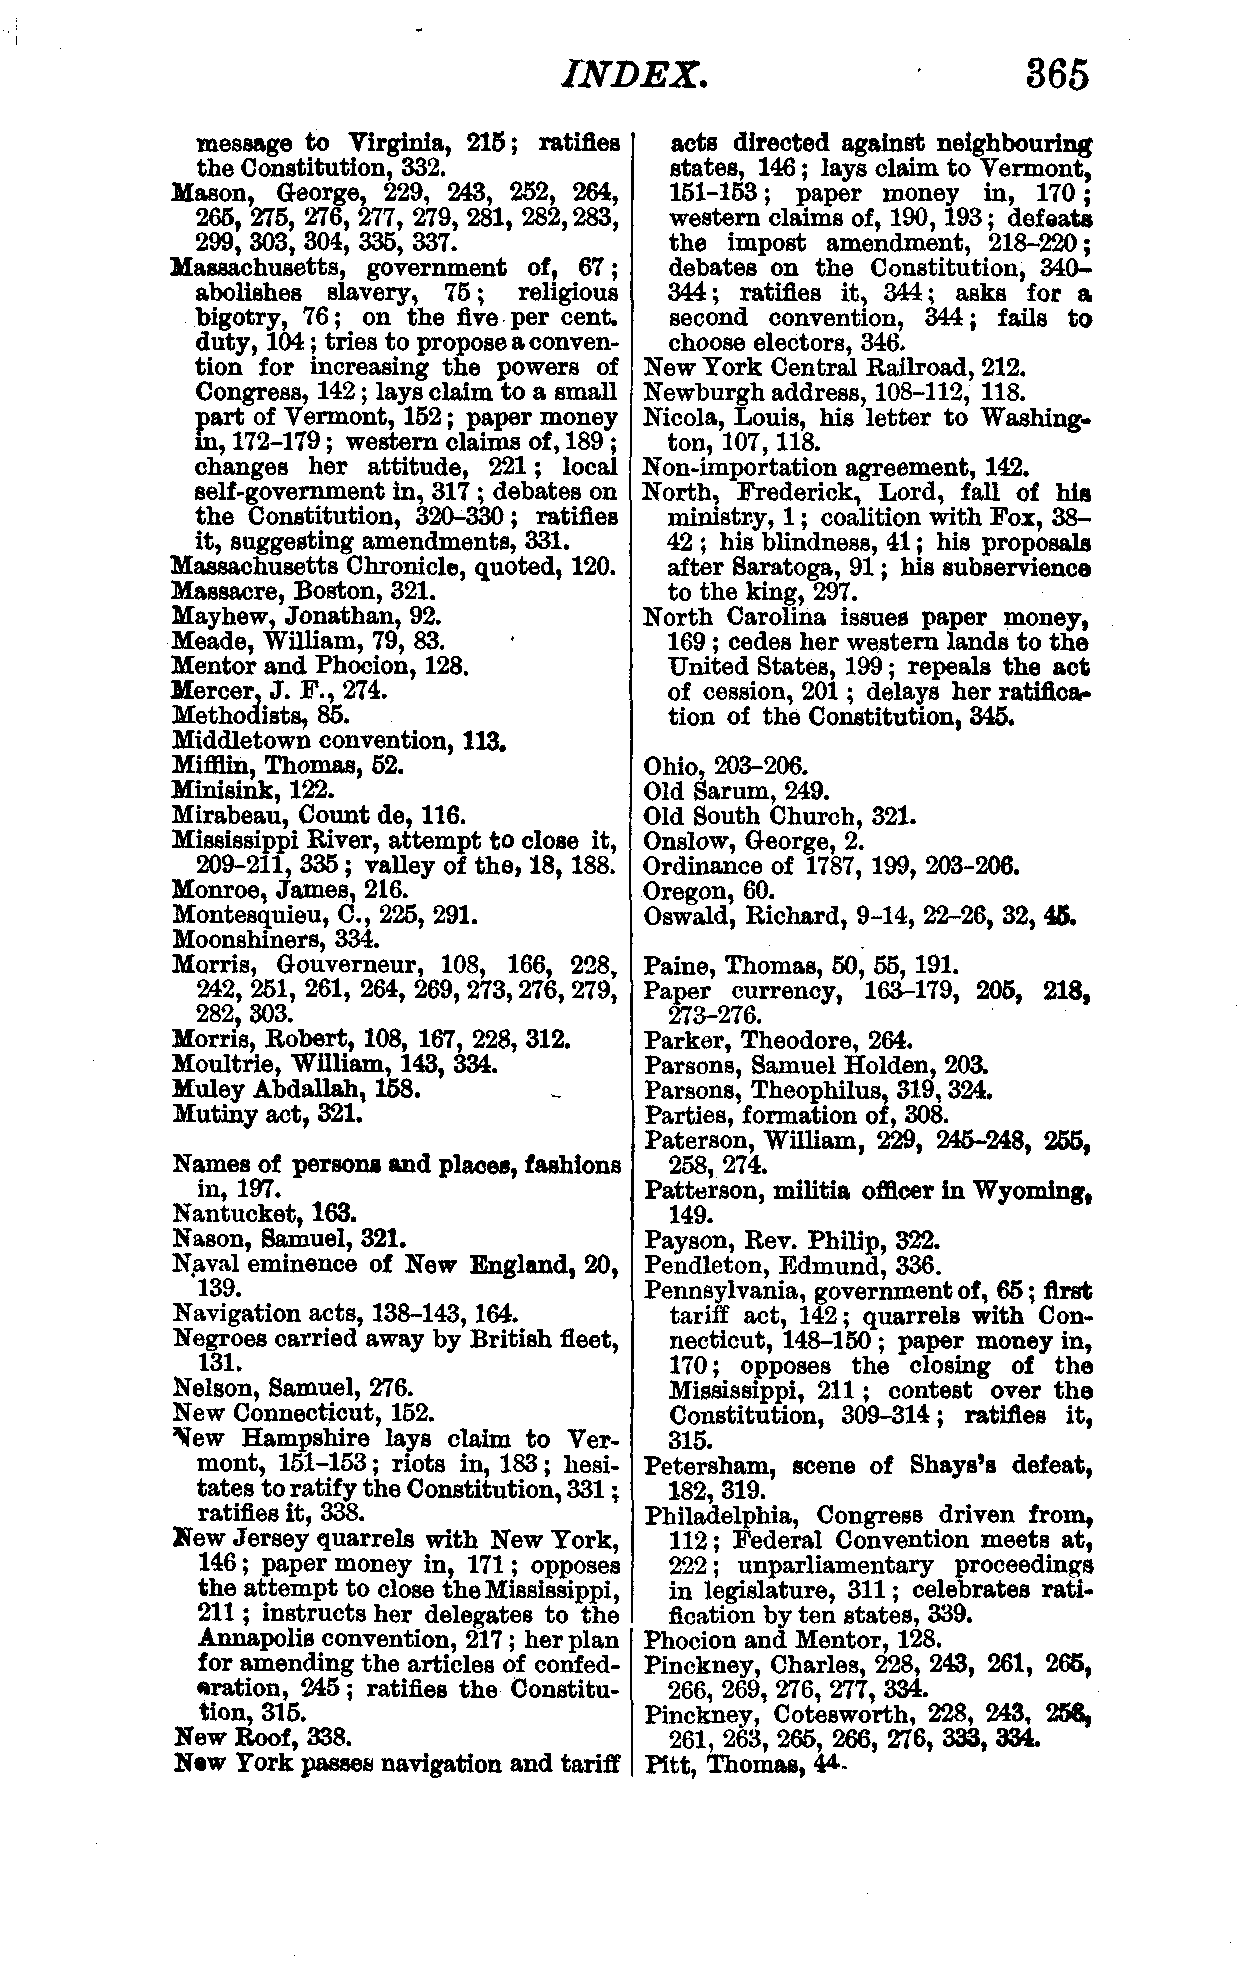 INDEX. 365
message to Virginia, 215; ratifies
the Constitution, 332.
Mason, George, 229, 243, 252, 264,
265, 275, 276, 277, 279, 281, 282, 283,
299, 303, 304, 335, 337.
Massachusetts, government of, 67;
abolishes slavery, 75; religious
bigotry, 76; on the five per cent.
duty, 104; tries to propose a conven-
tion for increasing the powers of
Congress, 142; lays claim to a small
part of Vermont, 152; paper money
in, 172-179; western claims of, 189;
changes her attitude, 221; local
self-government in, 317; debates on
the Constitution, 320-330; ratifies
it, suggesting amendments, 331.
Massachusetts Chronicle, quoted, 120.
Massacre, Boston, 321.
Mayhew, Jonathan, 92.
Meade, William, 79, 83.
Mentor and Phocion, 128.
Mercer, J. F., 274.
Methodists, 85.
Middletown convention, 113.
Mifflin, Thomas, 52.
Minisink, 122.
Mirabeau, Count de, 116.
Mississippi River, attempt to close it,
209-211, 335; valley of the, 18, 188.
Monroe, James, 216.
Montesquieu, C., 225, 291.
Moonshiners, 334.
Morris, Gouverneur, 108, 166, 228,
242, 251, 261, 264, 269, 273, 276, 279,
282, 303.
Morris, Robert, 108, 167, 228, 312.
Moultrie, William, 143, 334.
Muley Abdallah, 158.
Mutiny act, 321.
Names of persons and places, fashions
in, 197.
Nantucket, 163.
Nason, Samuel, 321.
Naval eminence of New England, 20,
139.
Navigation acts, 138-143, 164.
Negroes carried away by British fleet,
131.
Nelson, Samuel, 276.
New Connecticut, 152.
New Hampshire lays claim to Ver-
mont, 151-153; riots in, 183; hesi-
tates to ratify the Constitution, 331;
ratifies it, 338.
New Jersey quarrels with New York,
146; paper money in, 171; opposes
the attempt to close the Mississippi,
211; instructs her delegates to the
Annapolis convention, 217; her plan
for amending the articles of confed-
eration, 245; ratifies the Constitu-
tion, 315.
New Roof, 338.
New York passes navigation and tariff
acts directed against neighbouring
states, 146; lays claim to Vermont,
151-153; paper money in, 170;
western claims of, 190, 193; defeats
the impost amendment, 218-220;
debates on the Constitution, 340-
344; ratifies it, 344; asks for a
second convention, 344; fails to
choose electors, 346.
New York Central Railroad, 212.
Newburgh address, 108-112, 118.
Nicola, Louis, his letter to Washing-
ton, 107, 118.
Non-importation agreement, 142.
North, Frederick, Lord, fall of his
ministry, 1; coalition with Fox, 38-
42; his blindness, 41; his proposals
after Saratoga, 91; his subservience
to the king, 297.
North Carolina issues paper money,
169; cedes her western lands to the
United States, 199; repeals the act
of cession, 201; delays her ratifica-
tion of the Constitution, 345.
Ohio, 203-206.
Old Sarum, 249.
Old South Church, 321.
Onslow, George, 2.
Ordinance of 1787, 199, 203-206.
Oregon, 60.
Oswald, Richard, 9-14, 22-26, 32, 45.
Paine, Thomas, 50, 55, 191.
Paper currency, 163-179, 205, 218,
273-276.
Parker, Theodore, 264.
Parsons, Samuel Holden, 203.
Parsons, Theophilus, 319, 324.
Parties, formation of, 308.
Paterson, William, 229, 245-248, 255,
258, 274.
Patterson, militia officer in Wyoming,
149.
Payson, Rev. Philip, 322.
Pendleton, Edmund, 336.
Pennsylvania, government of, 65; first
tariff act, 142; quarrels with Con-
necticut, 148-150; paper money in,
170; opposes the closing of the
Mississippi, 211; contest over the
Constitution, 309-314; ratifies it,
315.
Petersham, scene of Shays's defeat,
182, 319.
Philadelphia, Congress driven from,
112; Federal Convention meets at,
222; unparliamentary proceedings
in legislature, 311; celebrates rati-
fication by ten states, 339.
Phocion and Mentor, 128.
Pinckney, Charles, 228, 243, 261, 265,
266, 269, 276, 277, 334.
Pinckney, Cotesworth, 228, 243, 256,
261, 263, 265, 266, 276, 333, 334.
Pitt, Thomas, 44.